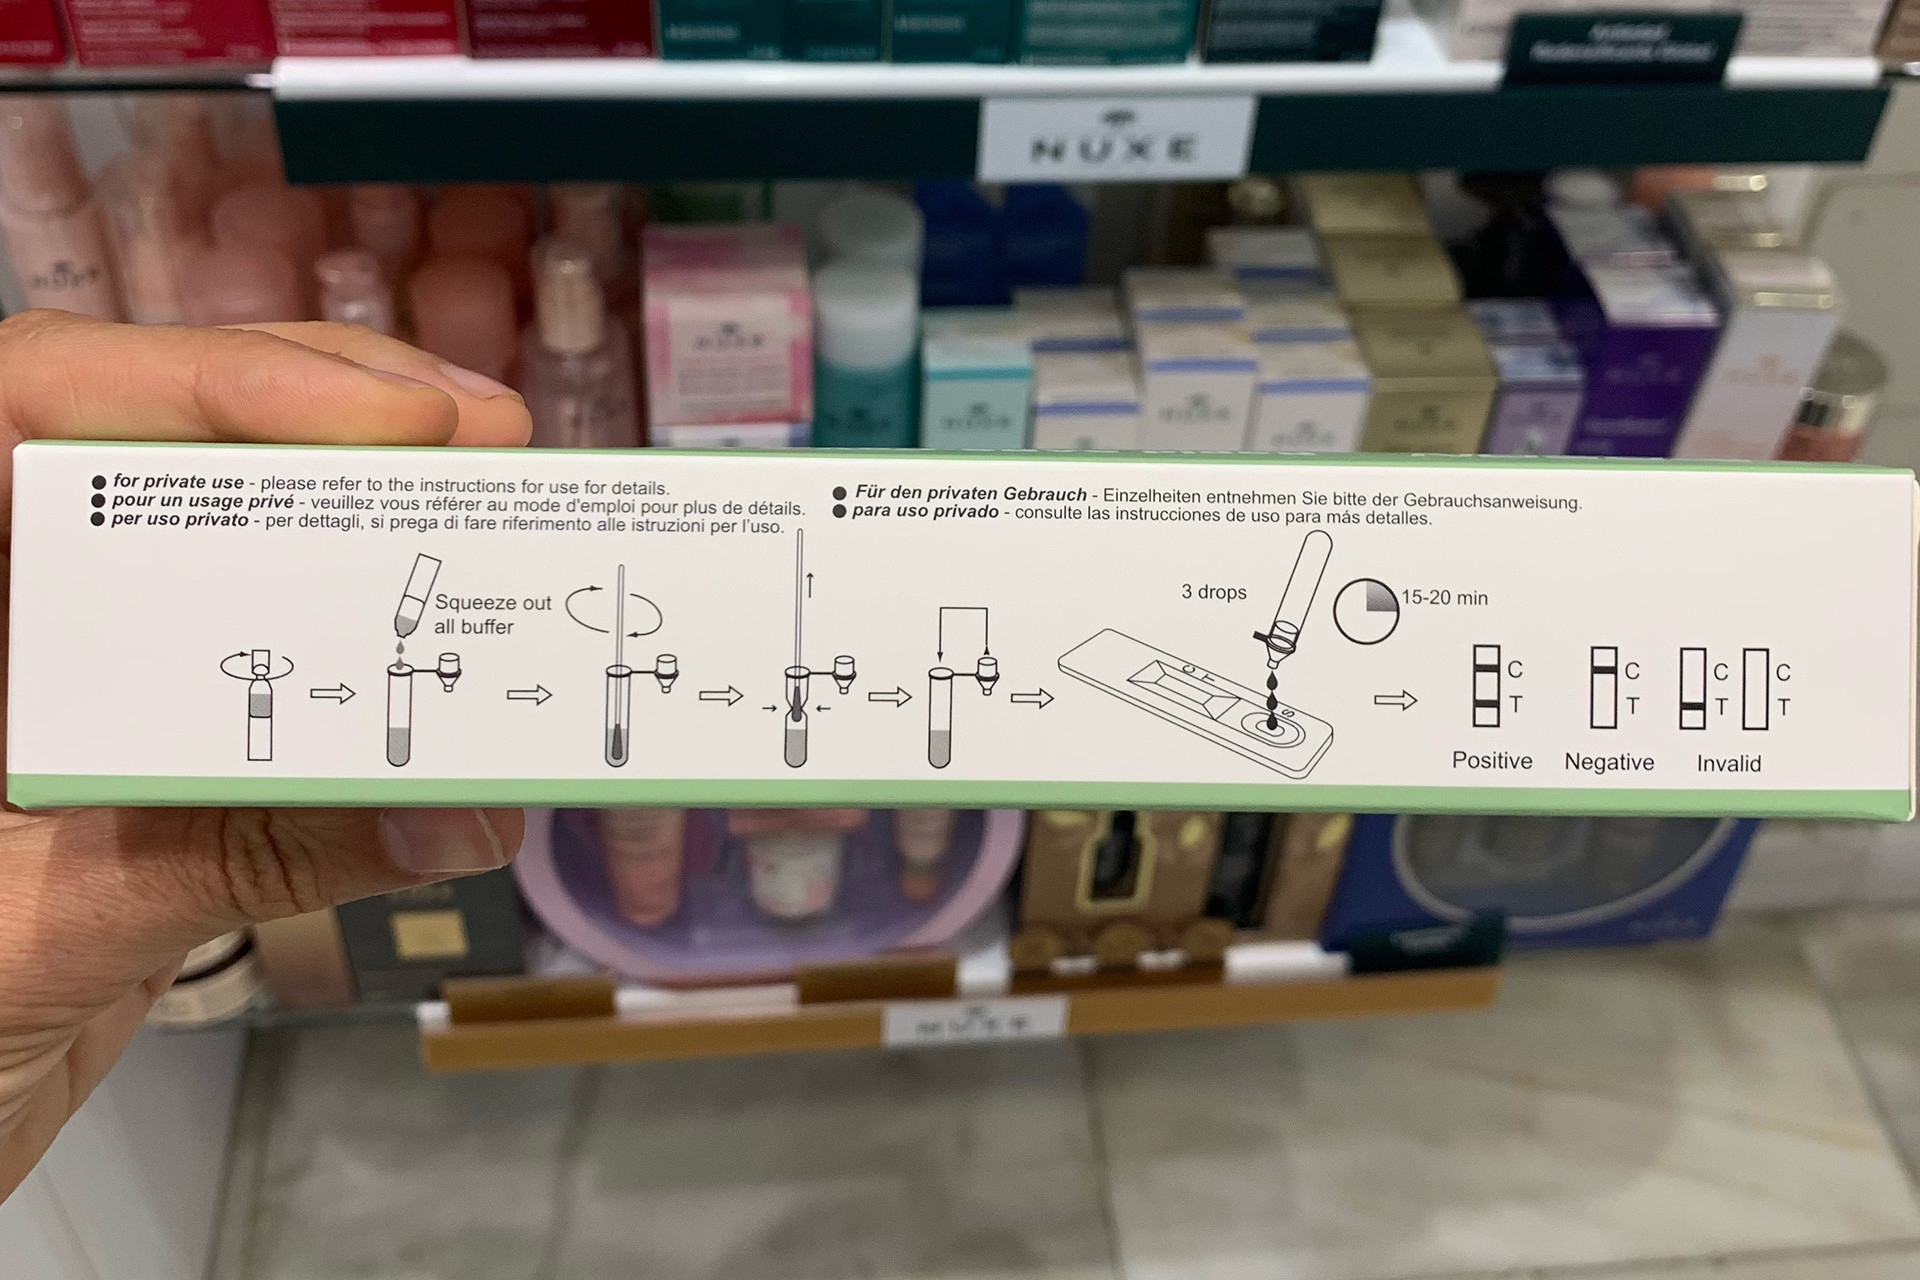 NUXE
NUXE
NUXE
● for private use - please refer to the instructions for use for details.
● pour un usage privé - veuillez vous référer au mode d'emploi pour plus de détails.
● per uso privato - per dettagli, si prega di fare riferimento alle istruzioni per l'uso.
● Für den privaten Gebrauch - Einzelheiten entnehmen Sie bitte der Gebrauchsanweisung.
● para uso privado - consulte las instrucciones de uso para más detalles.
Squeeze out
all buffer
3 drops
15-20 min
C
T
S
C
T
C
T
C
T
C
T
Positive
Negative
Invalid
NUXE